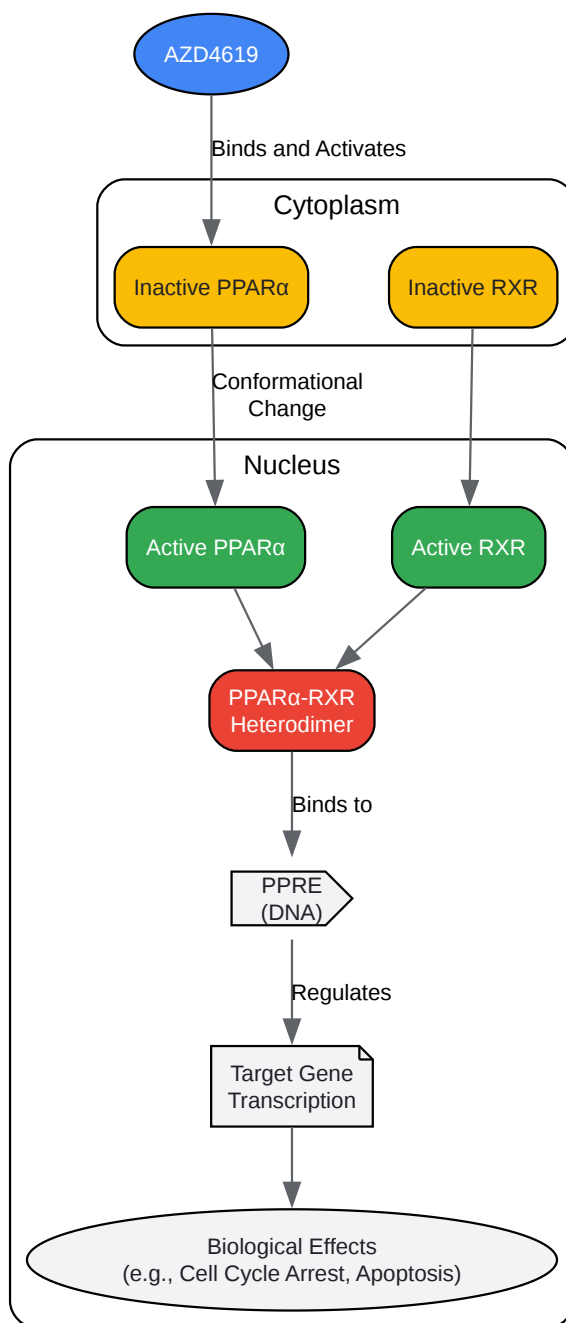 AZD4619
Binds and Activates
Cytoplasm
Inactive PPARα
Inactive RXR
Conformational
Change
Nucleus
Active PPARα
Active RXR
PPARα-RXR
Heterodimer
Binds to
PPRE
(DNA)
Regulates
Target Gene
Transcription
Biological Effects
(e.g., Cell Cycle Arrest, Apoptosis)